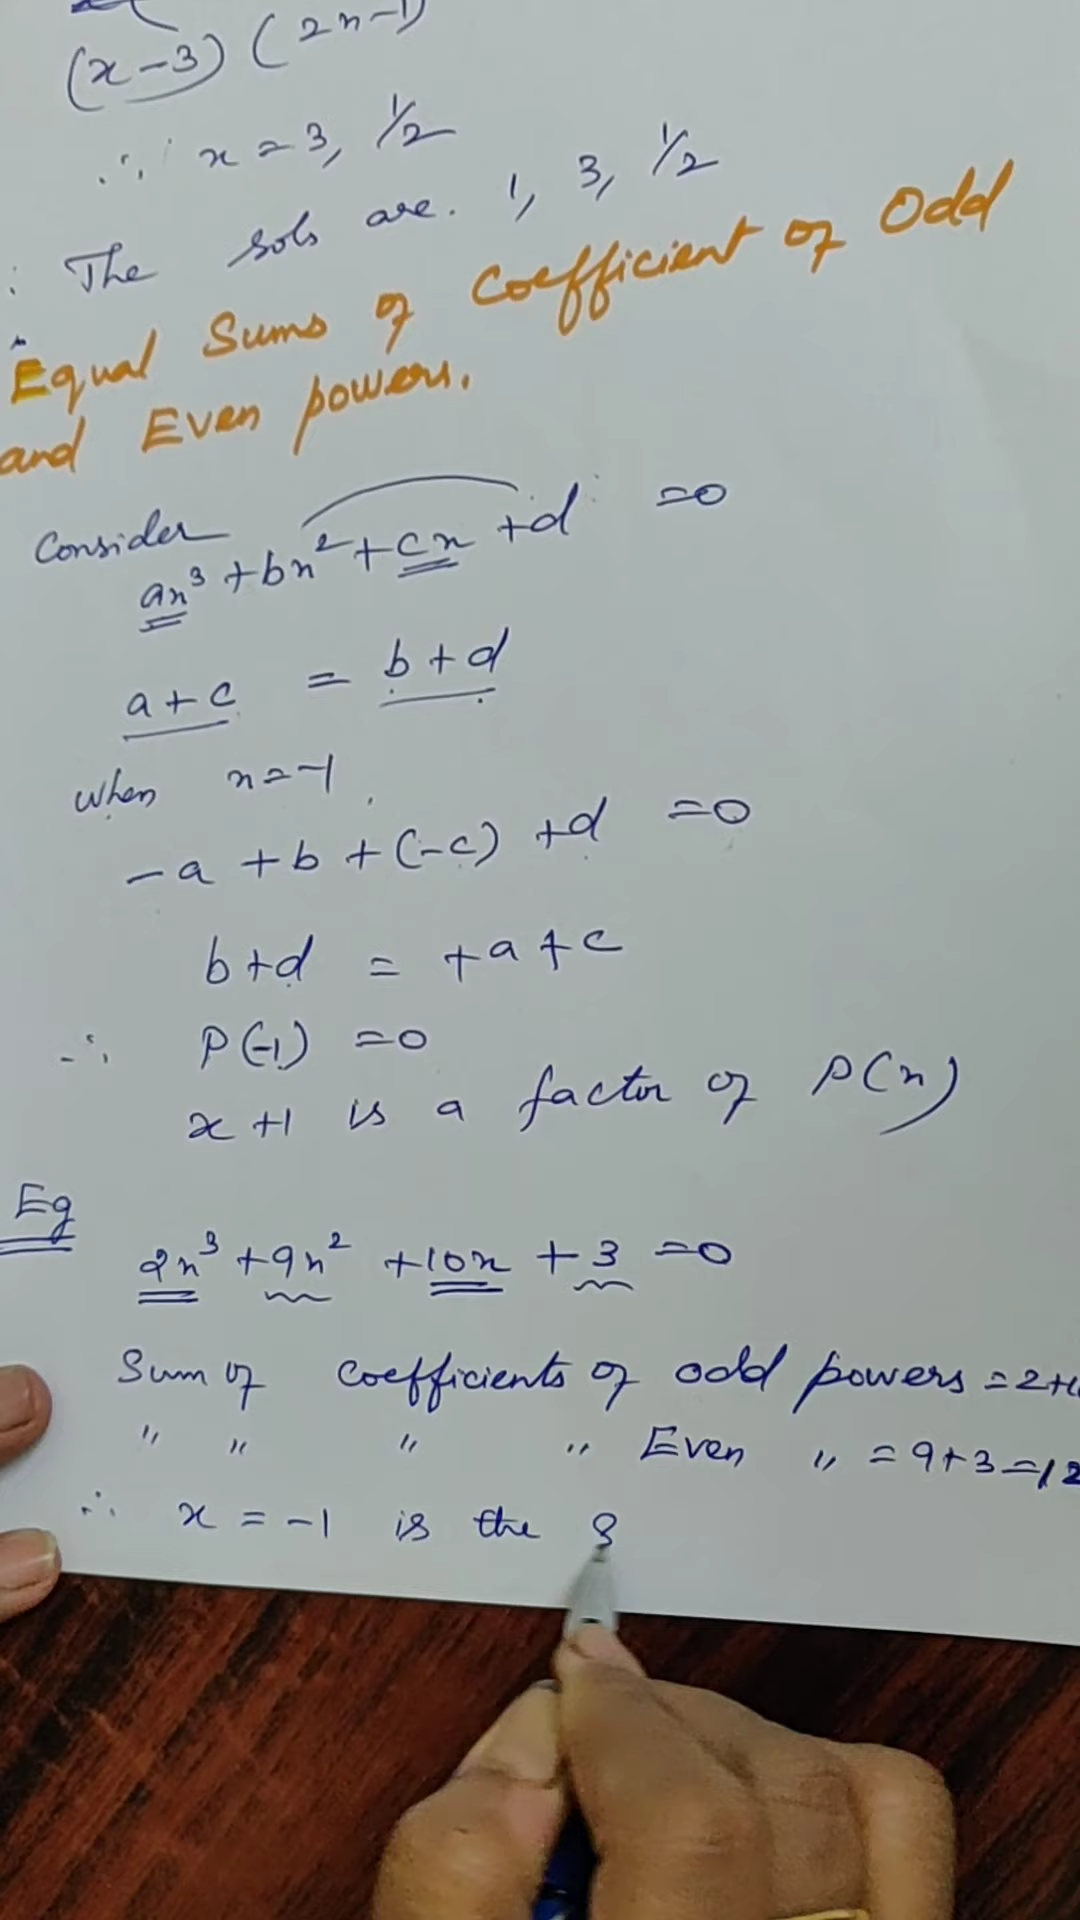 (x-3) (2x-1)
∴ x = 3, 1/2
: The sols are. 1, 3, 1/2
Equal Sums of Coefficient of Odd
and Even powers.
Consider
ax³ + bx² + cx + d = 0
a + c = b + d
when x = -1
-a + b + (-c) + d = 0
b + d = + a + c
∴ P(-1) = 0
x + 1 is a factor of P(x)
Eg
2x³ + 9x² + 10x + 3 = 0
Sum of coefficients of odd powers = 2+
" " " " Even " = 9+3 = 12
∴ x = -1 is the